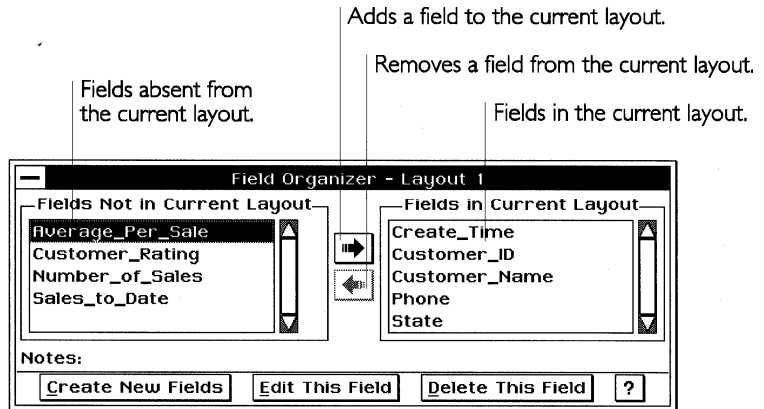 Adds a field to the current layout.
Removes a field from the current layout.
Fields absent from
the current layout.
Fields in the current layout.
Field Organizer - Layout 1
Fields Not in Current Layout
Average_Per_Sale
Customer_Rating
Number_of_Sales
Sales_to_Date
Fields in Current Layout
Create_Time
Customer_ID
Customer_Name
Phone
State
Notes:
Create New Fields
Edit This Field
Delete This Field
?